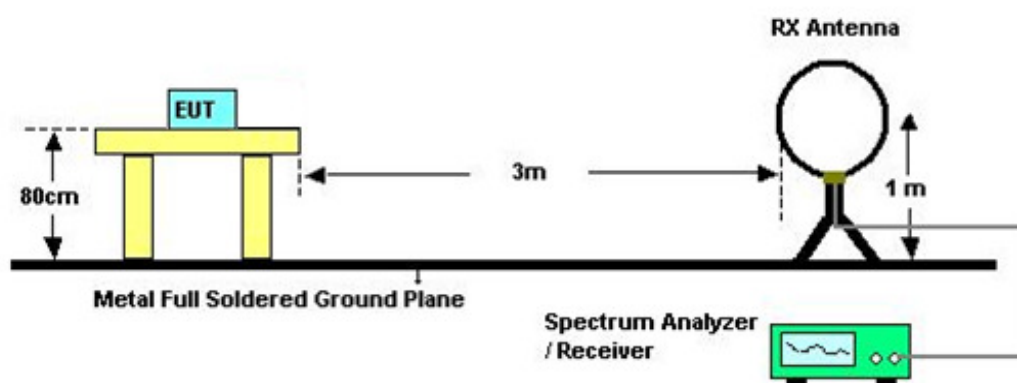 RX Antenna
EUT
80cm
3m
1 m
Metal Full Soldered Ground Plane
Spectrum Analyzer
/ Receiver